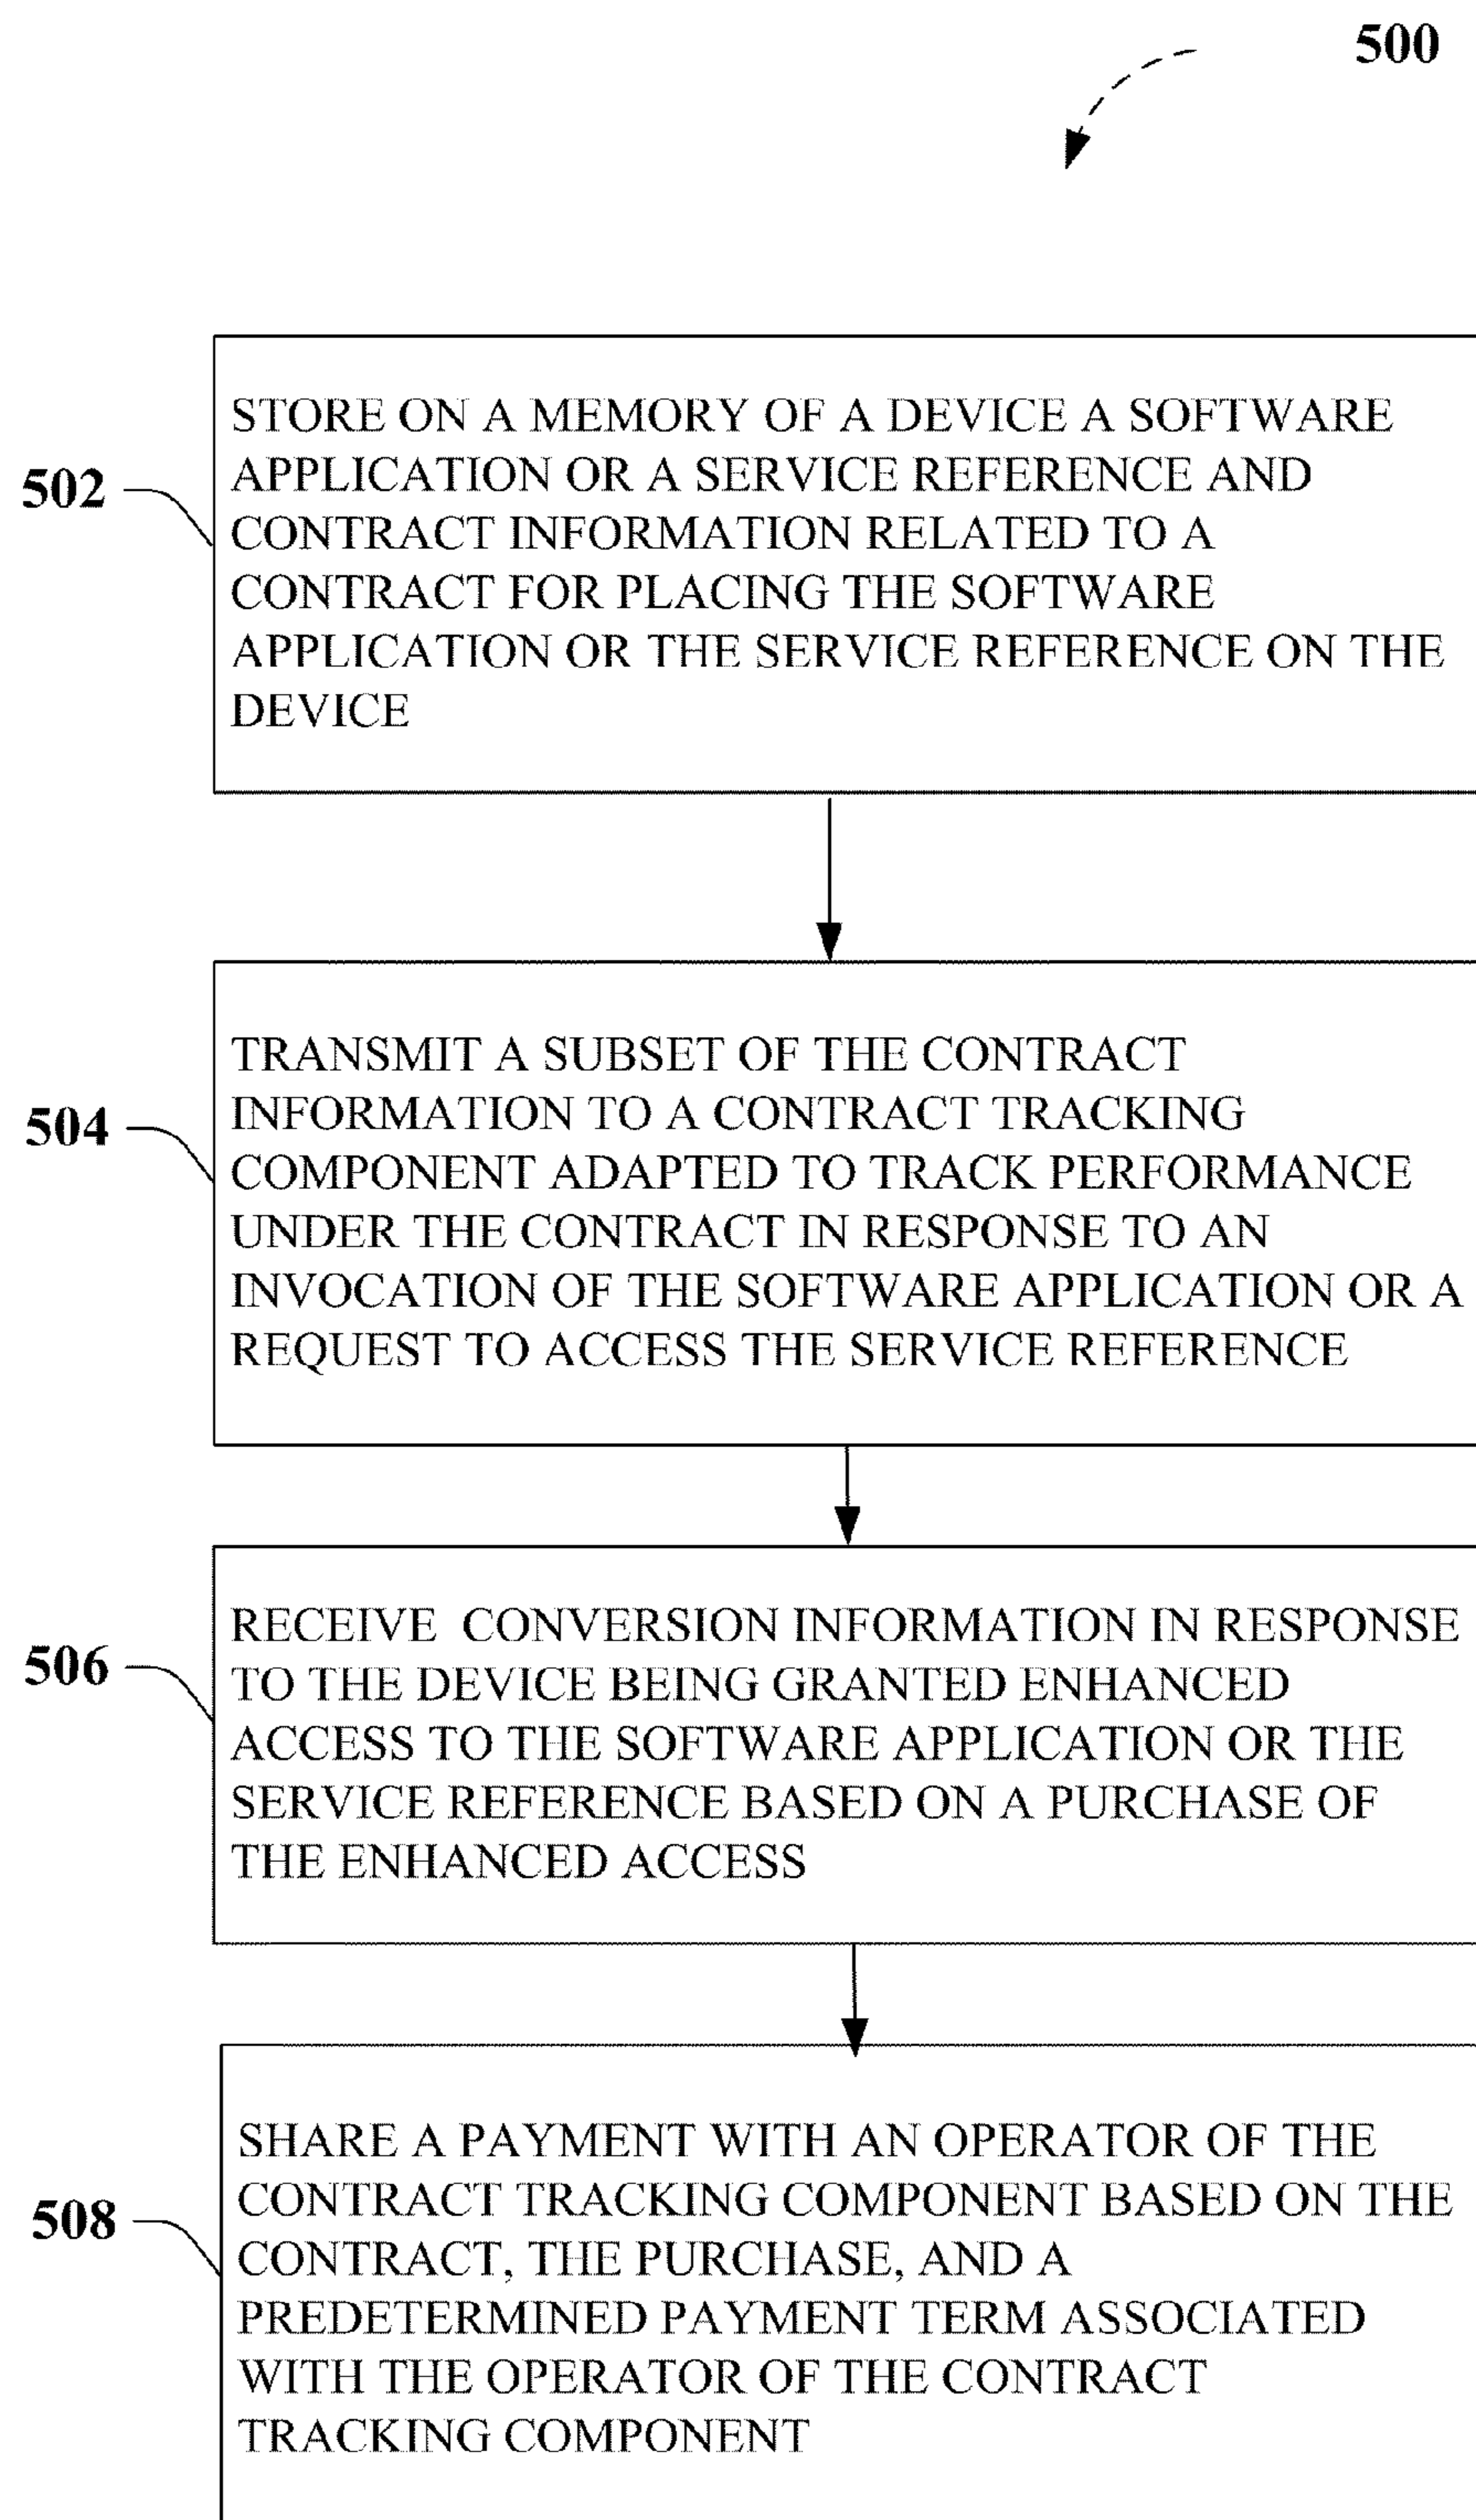 500
502
STORE ON A MEMORY OF A DEVICE A SOFTWARE
APPLICATION OR A SERVICE REFERENCE AND
CONTRACT INFORMATION RELATED TO A
CONTRACT FOR PLACING THE SOFTWARE
APPLICATION OR THE SERVICE REFERENCE ON THE
DEVICE
504
TRANSMIT A SUBSET OF THE CONTRACT
INFORMATION TO A CONTRACT TRACKING
COMPONENT ADAPTED TO TRACK PERFORMANCE
UNDER THE CONTRACT IN RESPONSE TO AN
INVOCATION OF THE SOFTWARE APPLICATION OR A
REQUEST TO ACCESS THE SERVICE REFERENCE
506
RECEIVE CONVERSION INFORMATION IN RESPONSE
TO THE DEVICE BEING GRANTED ENHANCED
ACCESS TO THE SOFTWARE APPLICATION OR THE
SERVICE REFERENCE BASED ON A PURCHASE OF
THE ENHANCED ACCESS
508
SHARE A PAYMENT WITH AN OPERATOR OF THE
CONTRACT TRACKING COMPONENT BASED ON THE
CONTRACT, THE PURCHASE, AND A
PREDETERMINED PAYMENT TERM ASSOCIATED
WITH THE OPERATOR OF THE CONTRACT
TRACKING COMPONENT